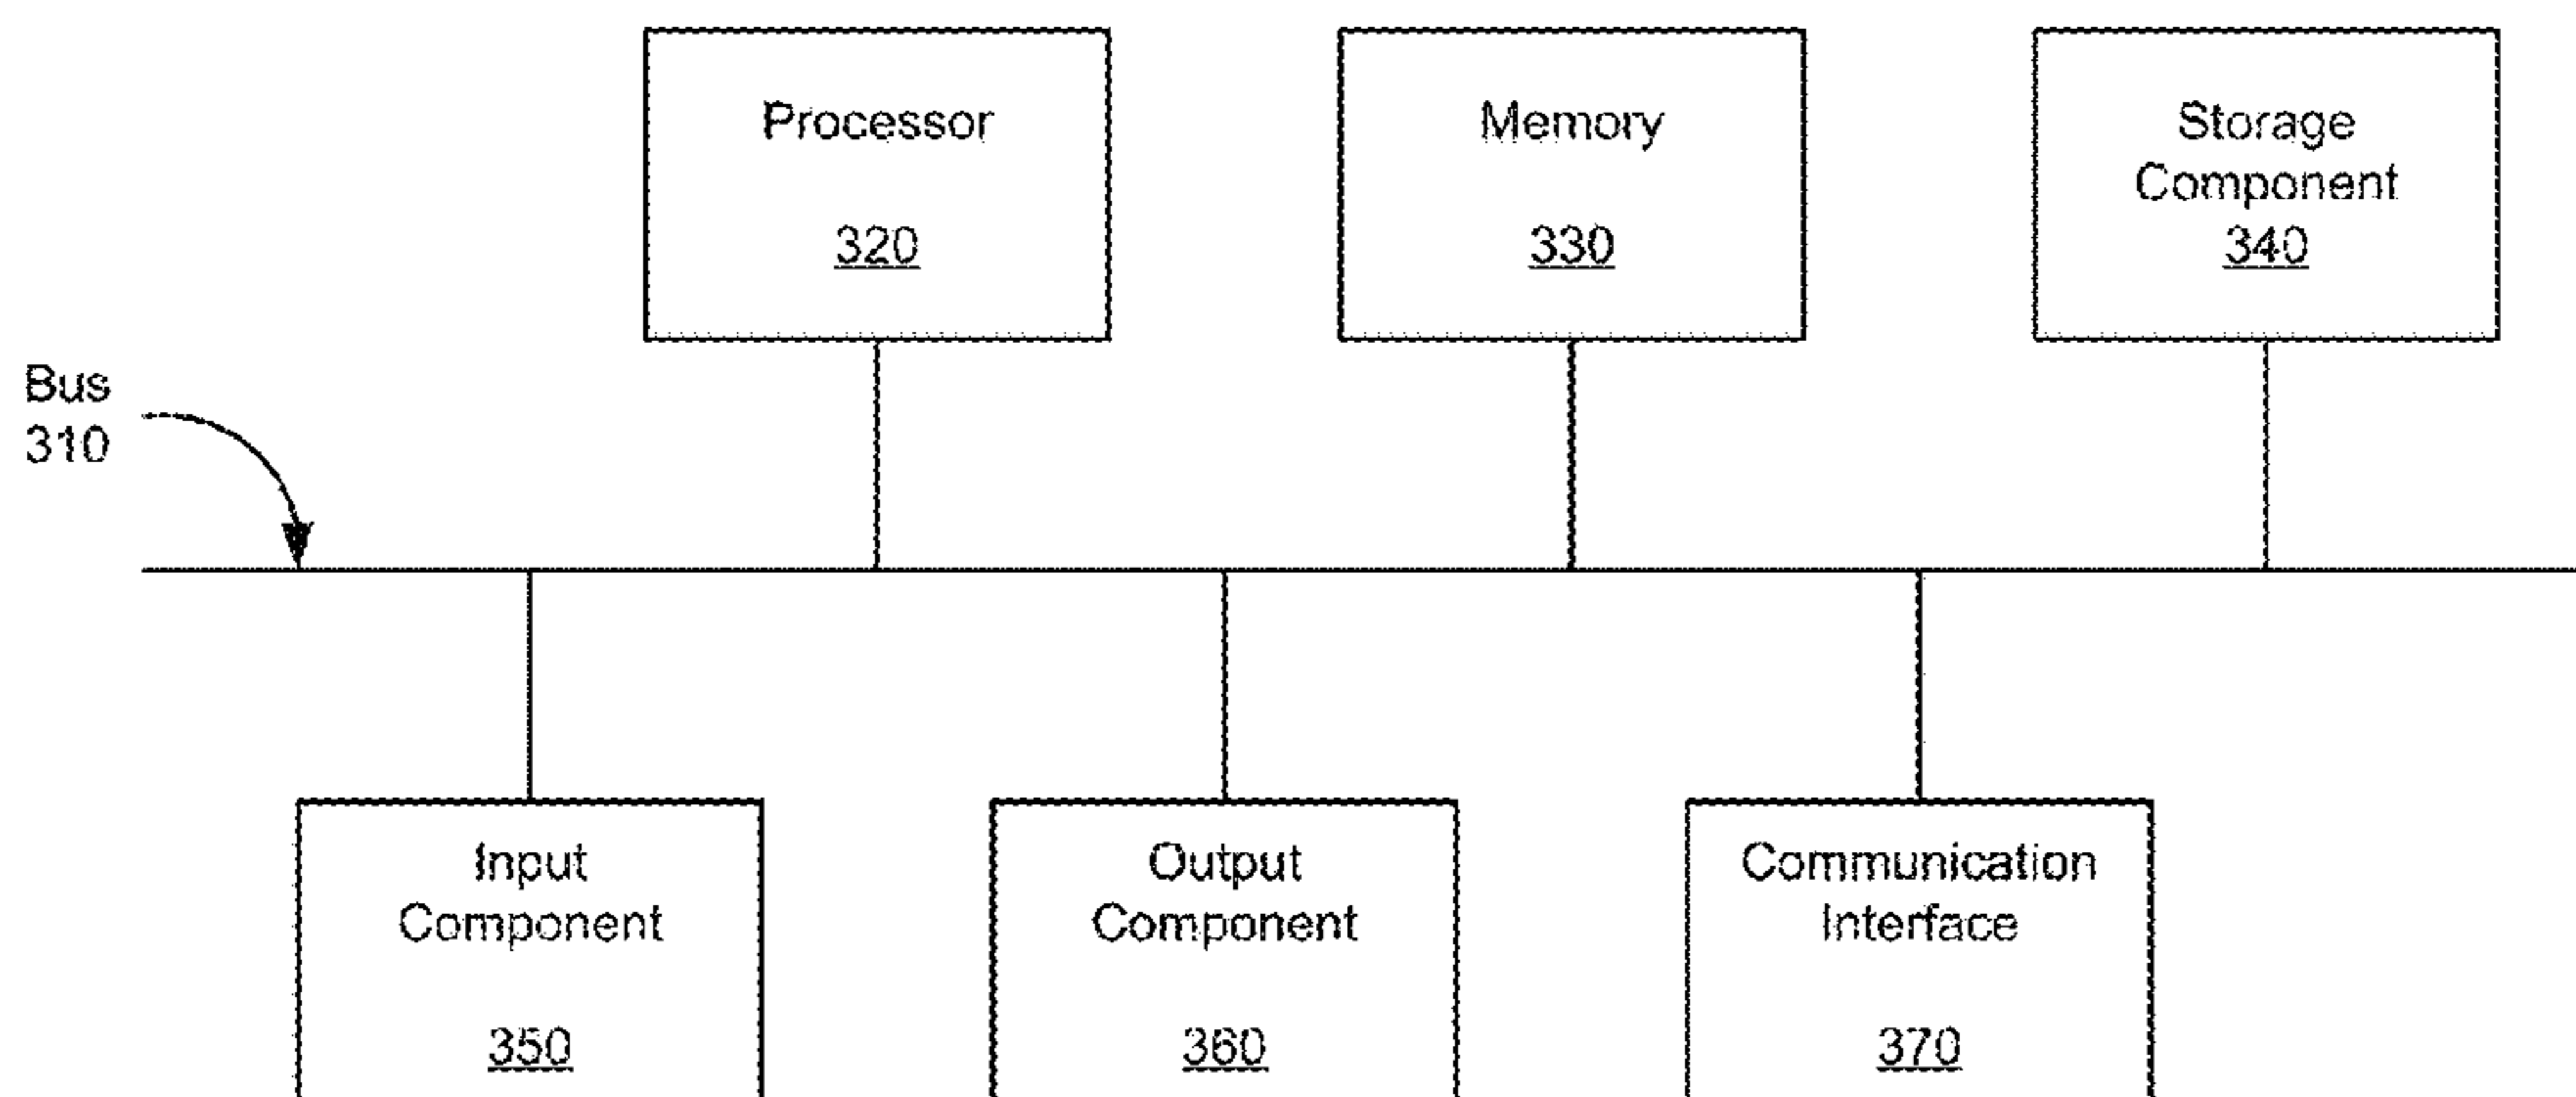 Processor
320
Memory
330
Storage
Component
340
Bus
310
Input
Component
350
Output
Component
360
Communication
Interface
370